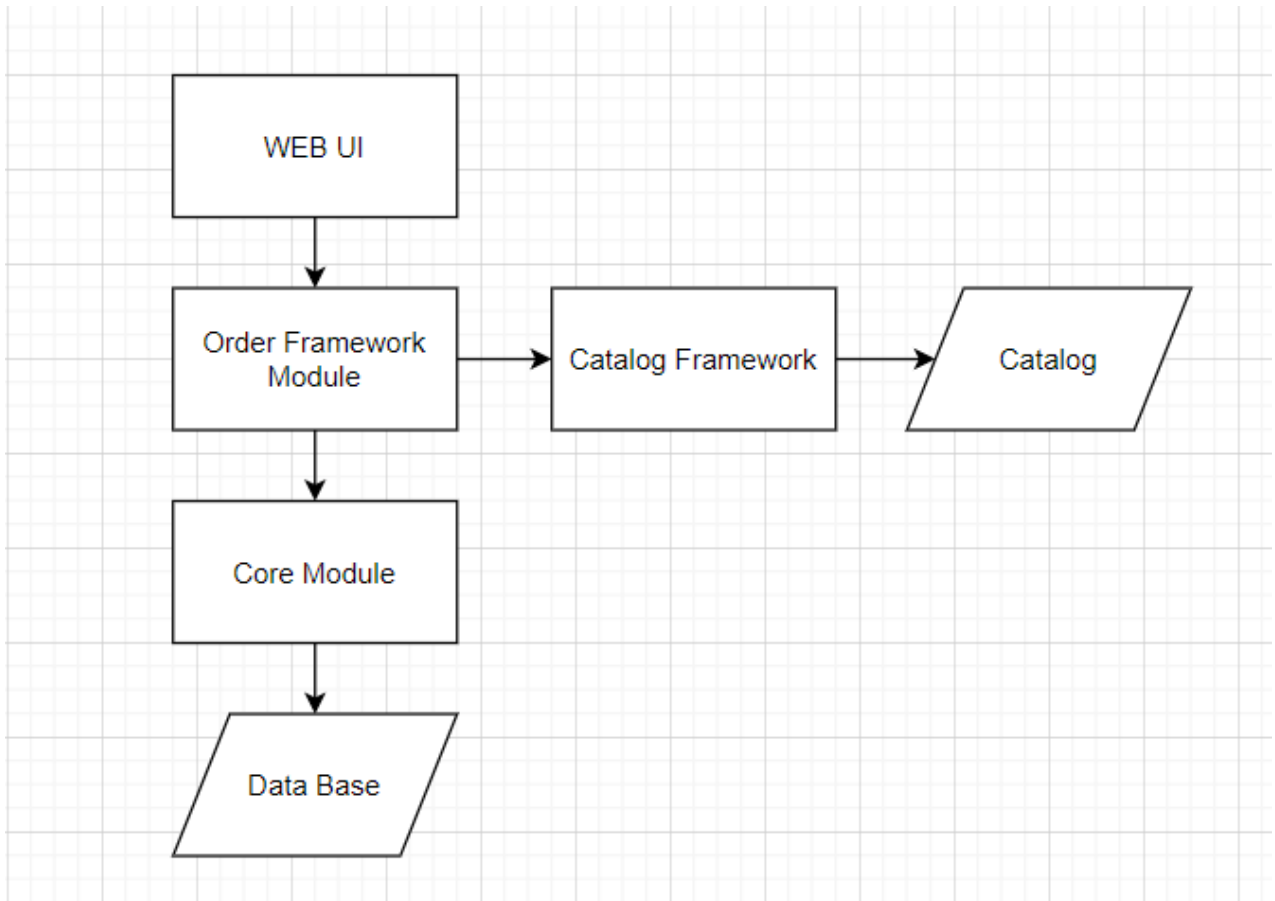 WEB UI
Order Framework
Module
Catalog Framework
Catalog
Core Module
Data Base